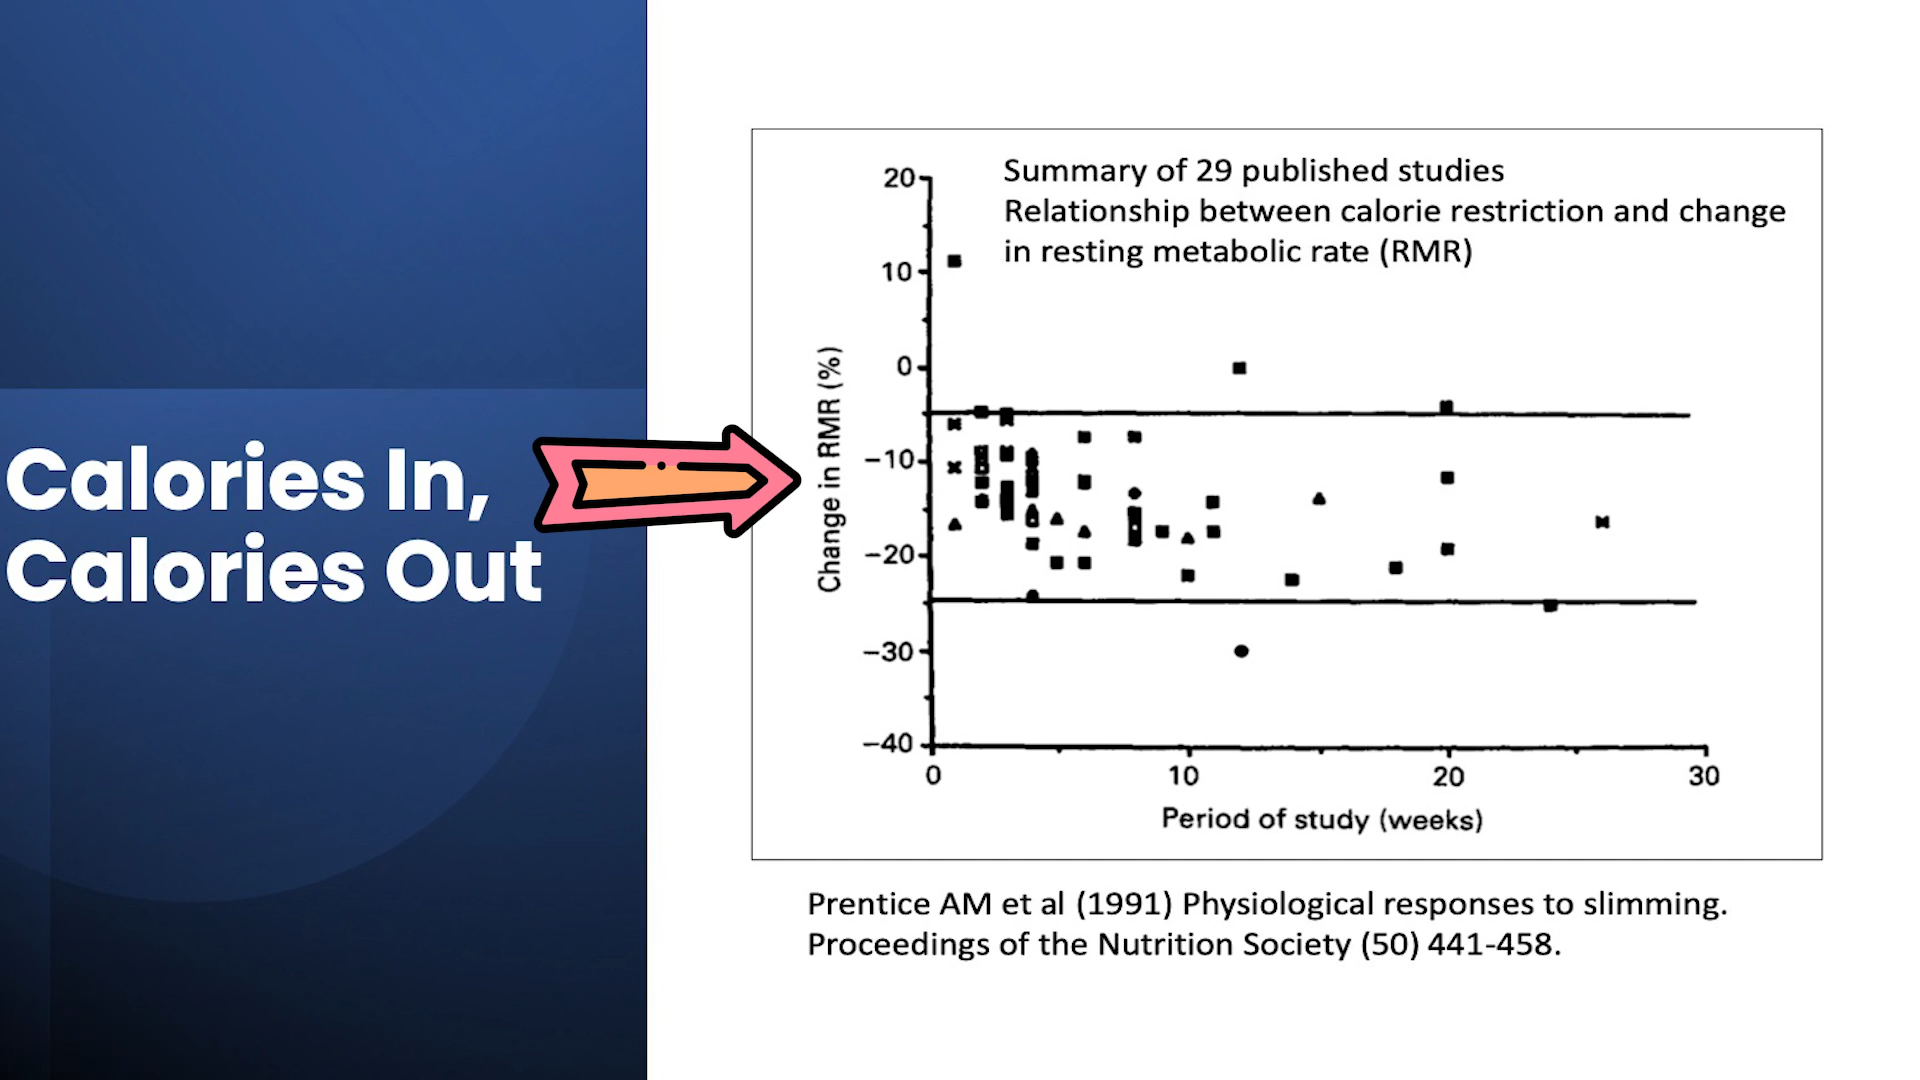 Calories In,
Calories Out
Summary of 29 published studies
Relationship between calorie restriction and change
in resting metabolic rate (RMR)
Change in RMR (%)
20
10
0
−10
−20
−30
−40
0 10 20 30
Period of study (weeks)
Prentice AM et al (1991) Physiological responses to slimming.
Proceedings of the Nutrition Society (50) 441-458.